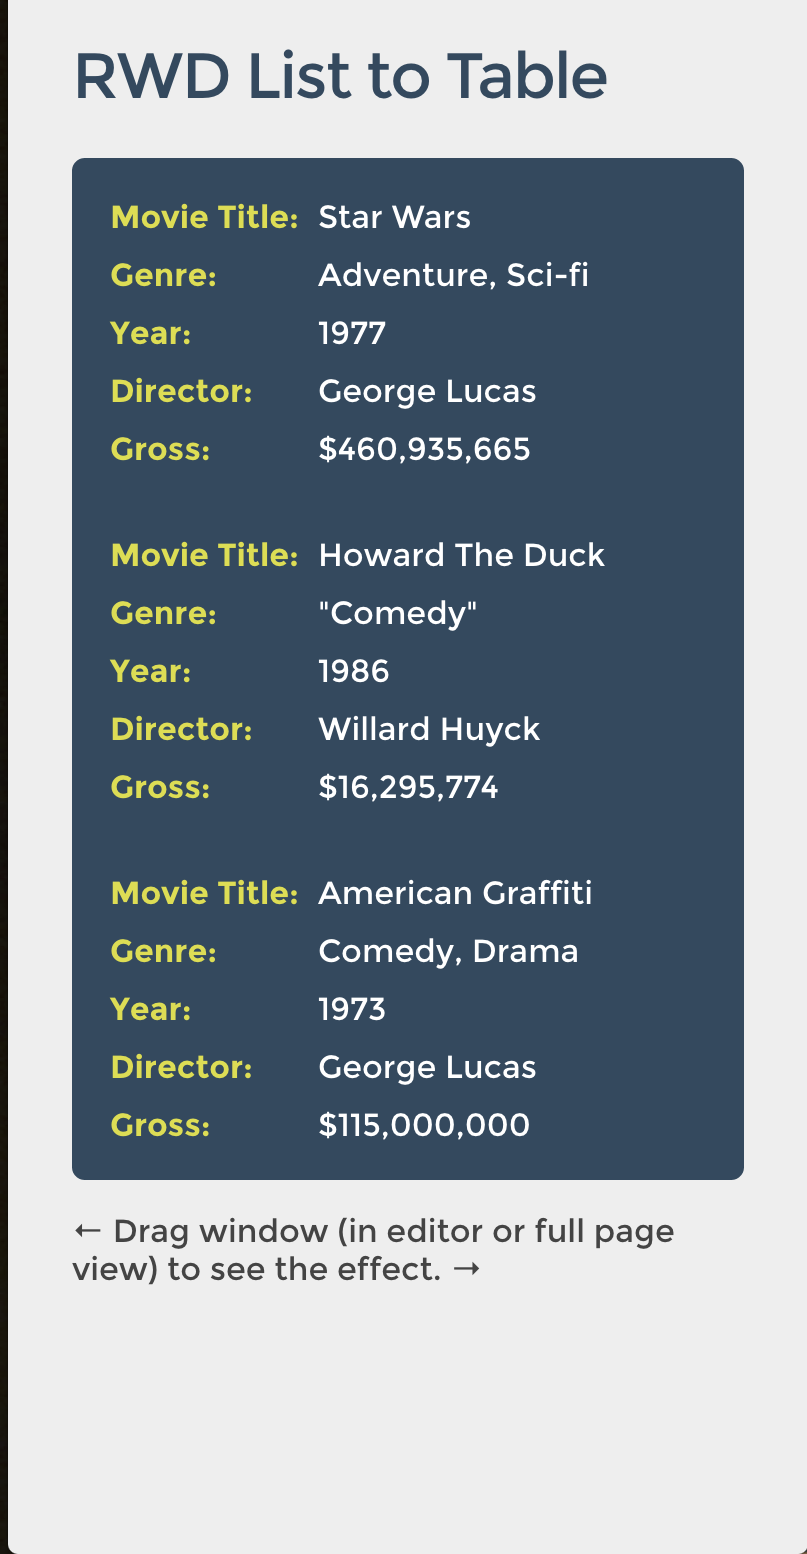 RWD List to Table
Movie Title: Star Wars
Genre: Adventure, Sci-fi
Year: 1977
Director: George Lucas
Gross: $460,935,665
Movie Title: Howard The Duck
Genre: "Comedy"
Year: 1986
Director: Willard Huyck
Gross: $16,295,774
Movie Title: American Graffiti
Genre: Comedy, Drama
Year: 1973
Director: George Lucas
Gross: $115,000,000
← Drag window (in editor or full page
view) to see the effect. →